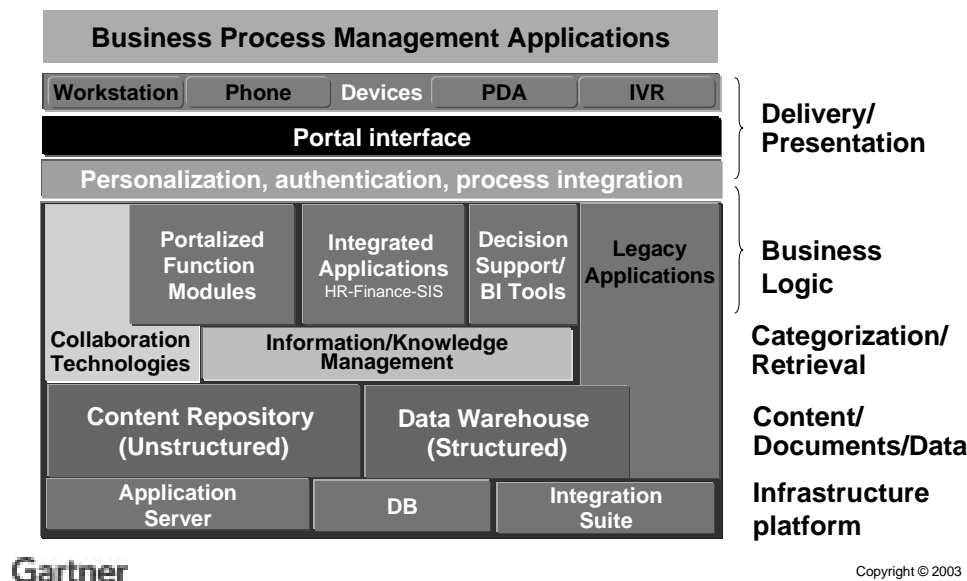 Business Process Management Applications
Workstation Phone Devices PDA IVR
Portal interface
Personalization, authentication, process integration
Delivery/
Presentation
Portalized
Function
Modules
Integrated
Applications
HR-Finance-SIS
Decision
Support/
BI Tools
Legacy
Applications
Business
Logic
Collaboration
Technologies
Information/Knowledge
Management
Categorization/
Retrieval
Content Repository
(Unstructured)
Data Warehouse
(Structured)
Content/
Documents/Data
Application
Server
DB
Integration
Suite
Infrastructure
platform
Gartner
Copyright © 2003